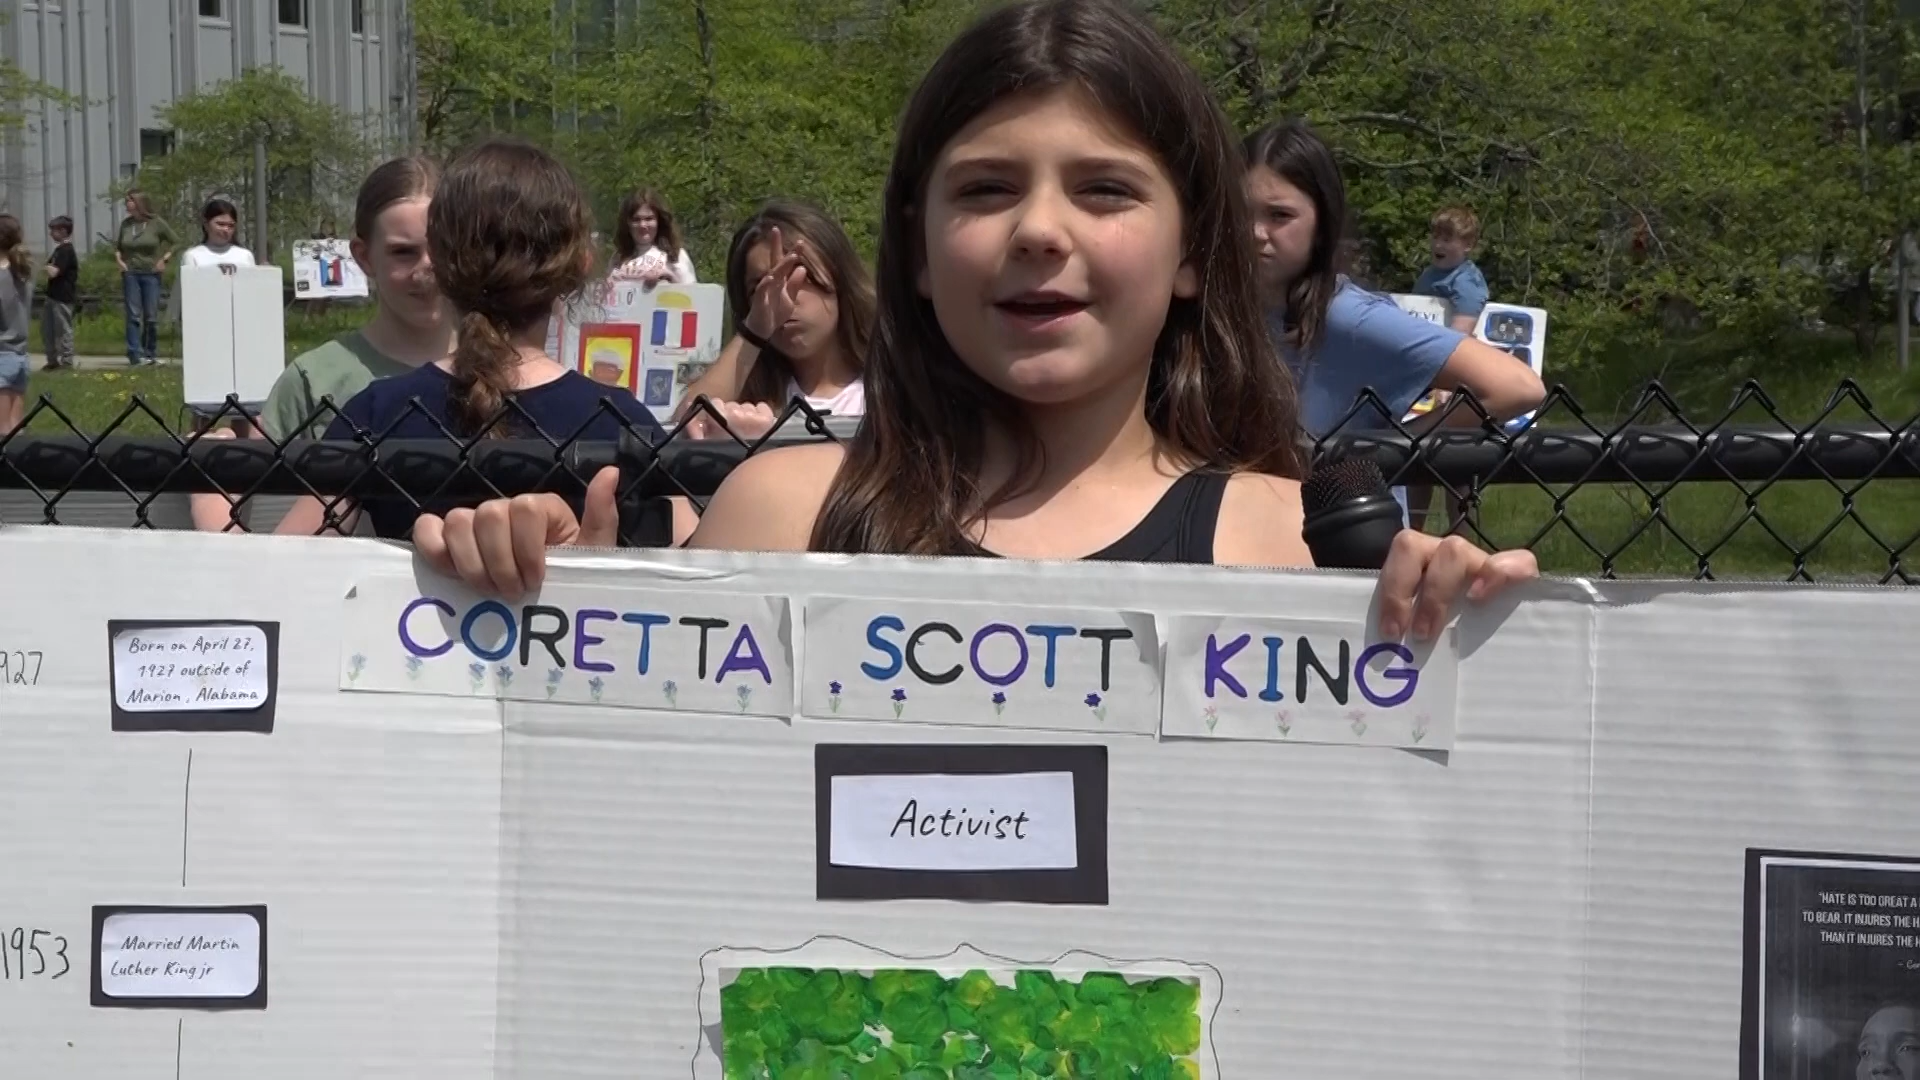 CORETTA SCOTT KING
Activist
927
Born on April 27,
1927 outside of
Marion, Alabama
1953
Married Martin
Luther King jr
"HATE IS TOO GREAT A
TO BEAR. IT INJURES THE
THAN IT INJURES THE